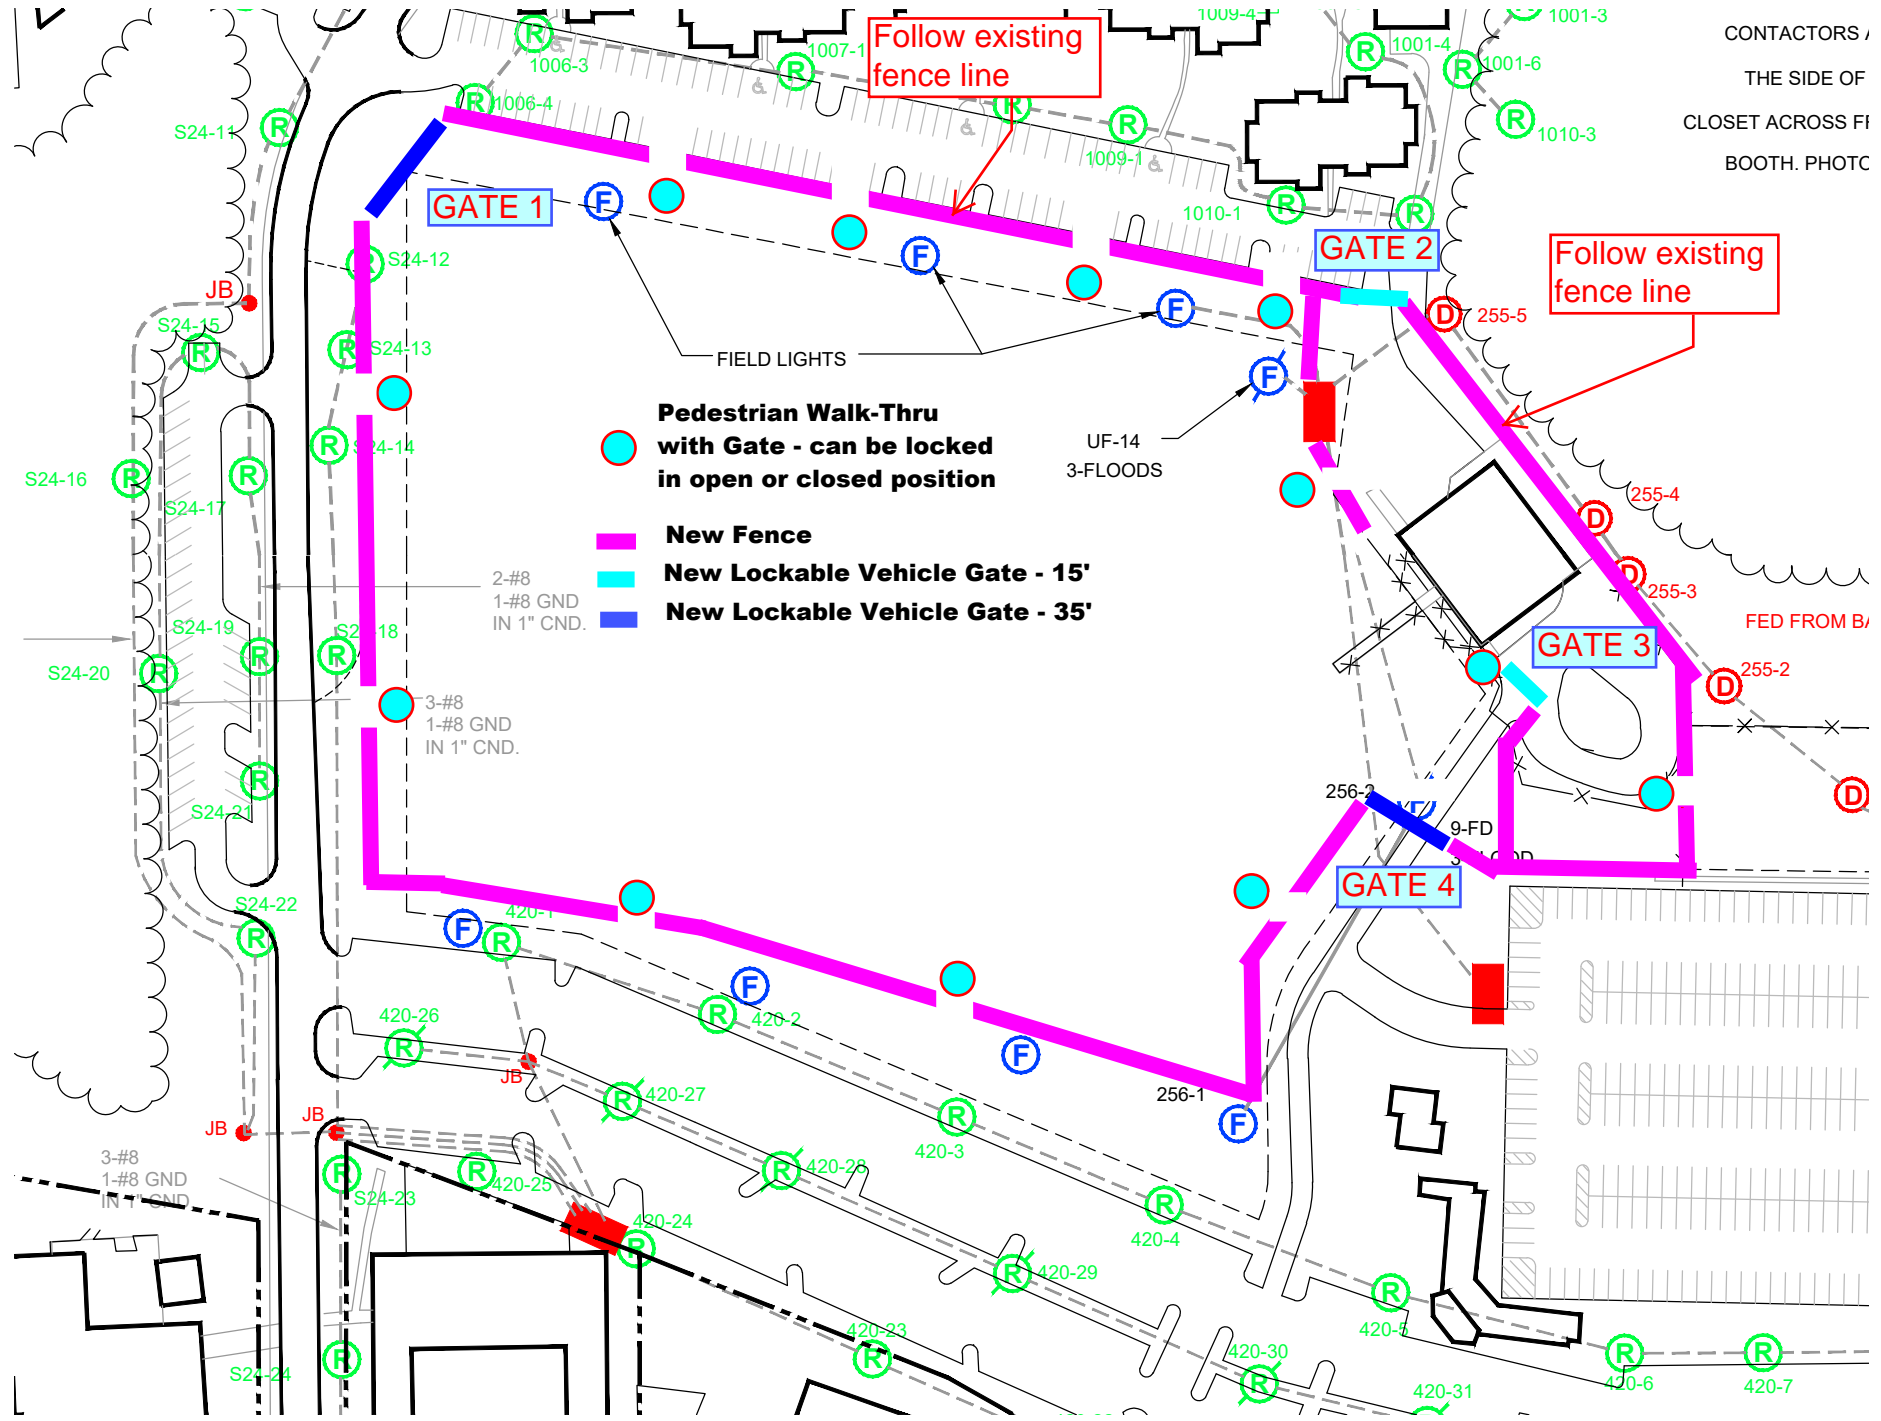 1009-4
1001-3
CONTACTORS
1006-3
1007-1
Follow existing
fence line
1001-4
1001-6
THE SIDE OF
1006-4
S24-11
1009-1
1010-3
CLOSET ACROSS
BOOTH.
GATE 1
1010-1
GATE 2
Follow existing
fence line
S24-12
JB
S24-15
S24-13
FIELD LIGHTS
255-5
Pedestrian Walk-Thru
with Gate - can be locked
in open or closed position
UF-14
3-FLOODS
S24-14
S24-16
S24-17
255-4
New Fence
New Lockable Vehicle Gate - 15'
New Lockable Vehicle Gate - 35'
2-#8
1-#8 GND
IN 1" CND.
255-3
FED FROM
S24-19
S24-18
GATE 3
S24-20
255-2
3-#8
1-#8 GND
IN 1" CND.
S24-21
256-2
9-FD
GATE 4
S24-22
420-1
420-26
420-2
JB
420-27
256-1
JB
JB
420-3
3-#8
1-#8 GND
IN 1" CND
S24-23
420-25
420-28
420-24
420-4
420-29
420-23
420-5
S24-24
420-30
420-31
420-6
420-7
R
F
D